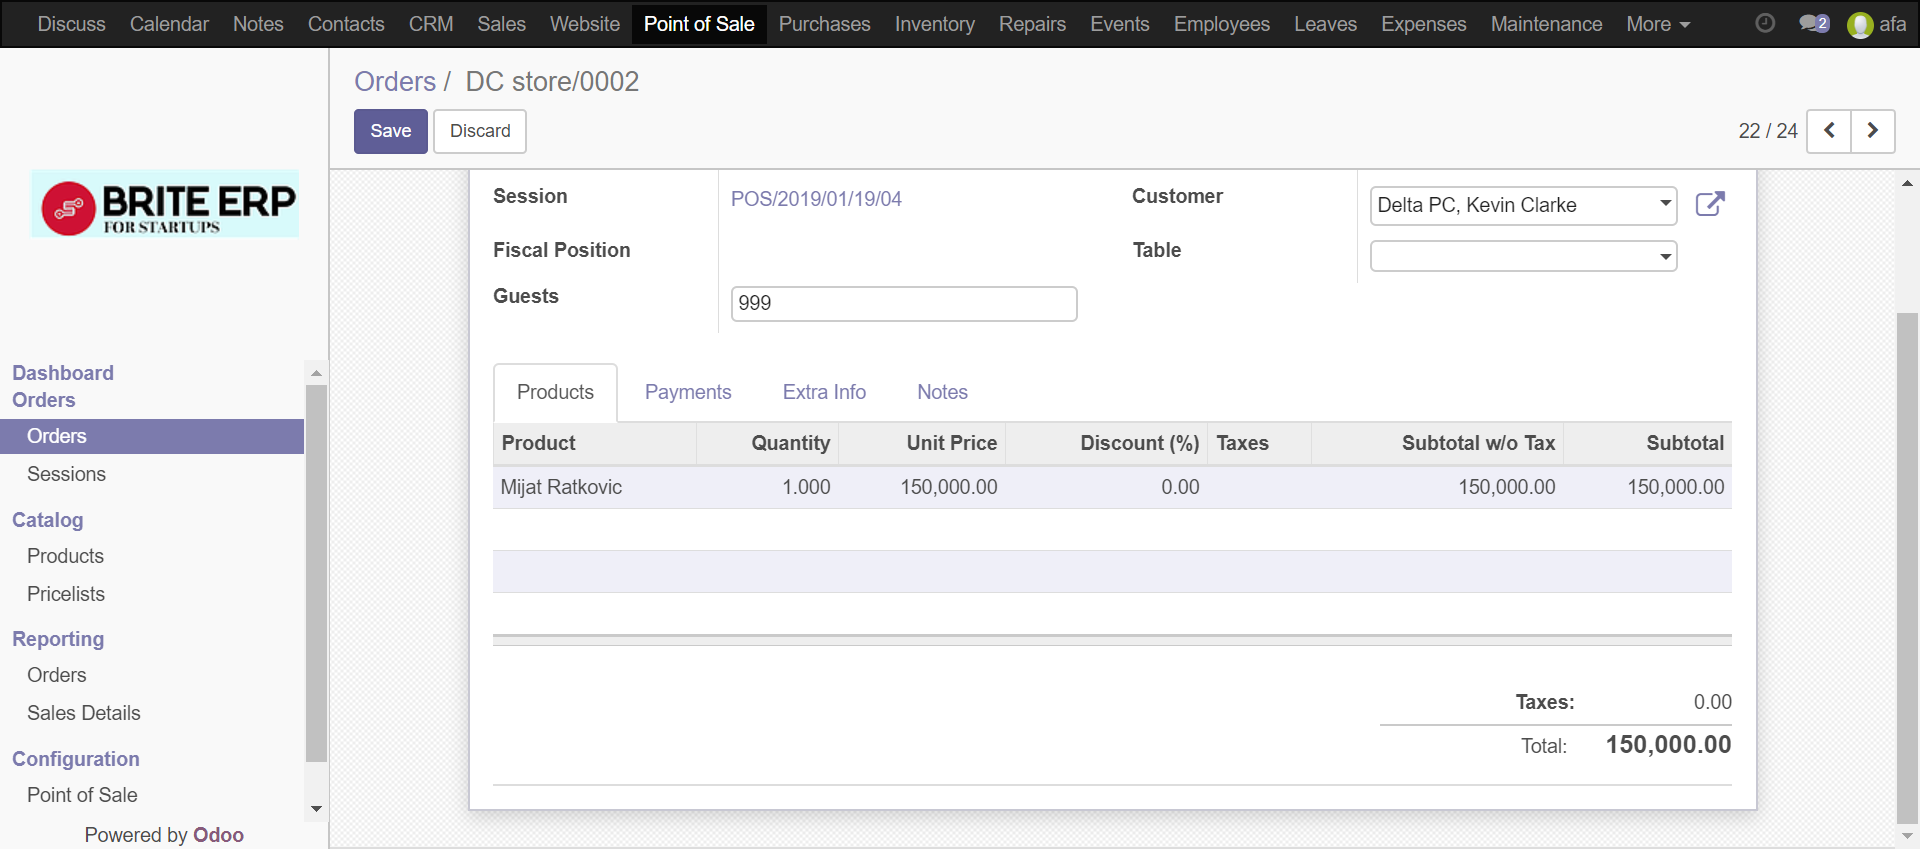 Discuss Calendar Notes Contacts CRM Sales Website Point of Sale Purchases Inventory Repairs Events Employees Leaves Expenses Maintenance More 2 afa
Orders / DC store/0002
Save Discard 22 / 24
BRITE ERP
FOR STARTUPS
Dashboard
Orders
Orders
Sessions
Catalog
Products
Pricelists
Reporting
Orders
Sales Details
Configuration
Point of Sale
Powered by Odoo
Session POS/2019/01/19/04 Customer Delta PC, Kevin Clarke
Fiscal Position Table
Guests 999
Products Payments Extra Info Notes
Product Quantity Unit Price Discount (%) Taxes Subtotal w/o Tax Subtotal
Mijat Ratkovic 1.000 150,000.00 0.00 150,000.00 150,000.00
Taxes: 0.00
Total: 150,000.00